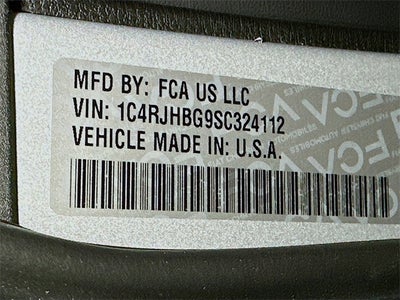 MFD BY: FCA US LLC
VIN: 1C4RJHBG9SC324112
VEHICLE MADE IN: U.S.A.